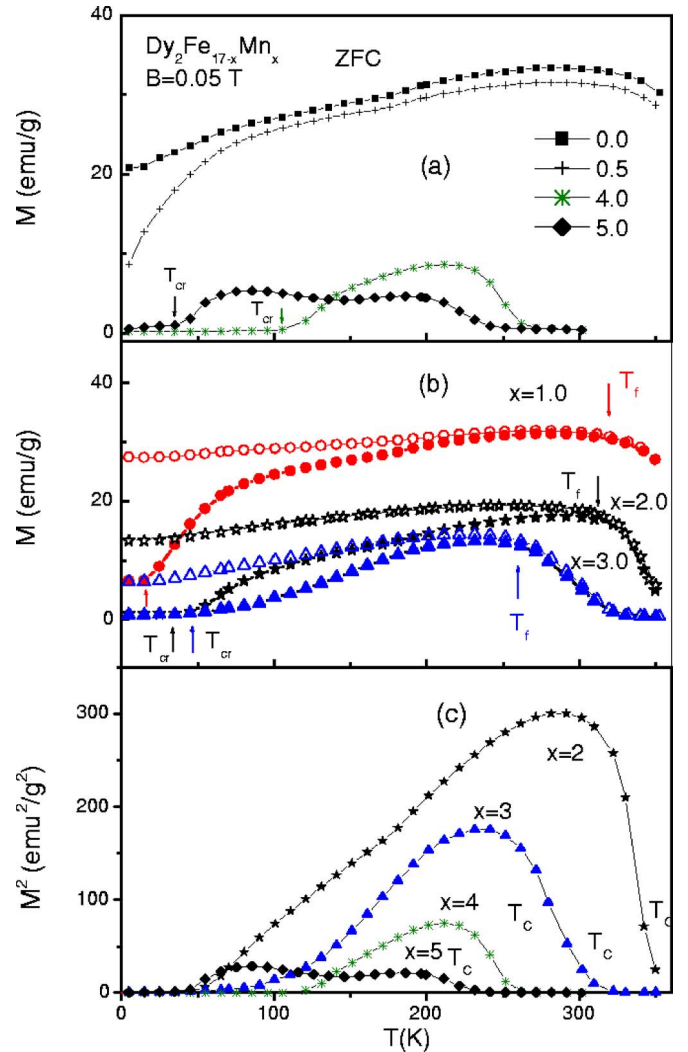 40
Dy2Fe17-xMnx
ZFC
B=0.05 T
0.0
0.5
4.0
5.0
(a)
20
M (emu/g)
Tcr
Tcr
0
(b)
Tf
x=1.0
40
M (emu/g)
Tf
x=2.0
20
x=3.0
0
Tcr
Tcr
Tf
(c)
300
x=2
200
M² (emu²/g²)
x=3
100
x=4
Tc
Tc
Tc
x=5
Tc
0
0
100
200
300
T(K)